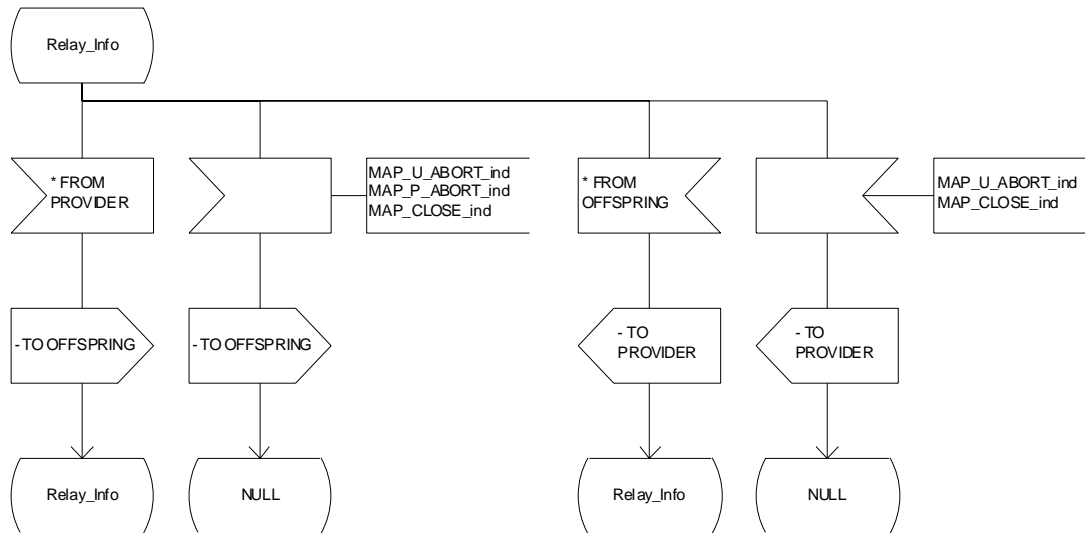 Relay_Info
* FROM
PROVIDER
MAP_U_ABORT_ind
MAP_P_ABORT_ind
MAP_CLOSE_ind
* FROM
OFFSPRING
MAP_U_ABORT_ind
MAP_CLOSE_ind
- TO OFFSPRING
- TO OFFSPRING
- TO
PROVIDER
- TO
PROVIDER
Relay_Info
NULL
Relay_Info
NULL